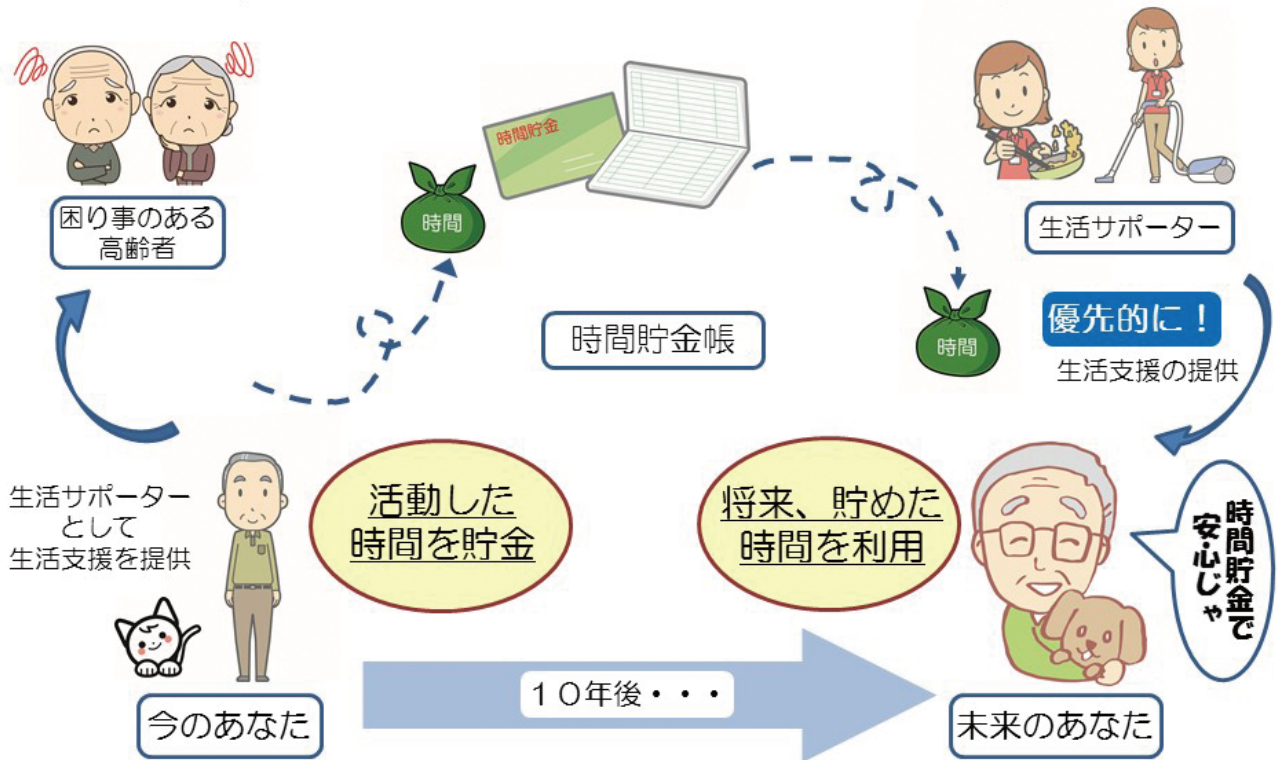 時間貯金
時間
困り事のある
高齢者
生活サポーター
時間貯金帳
時間
優先的に！
生活支援の提供
生活サポーター
として
生活支援を提供
活動した
時間を貯金
将来、貯めた
時間を利用
時間貯金で
安心じゃ
１０年後・・・
今のあなた
未来のあなた